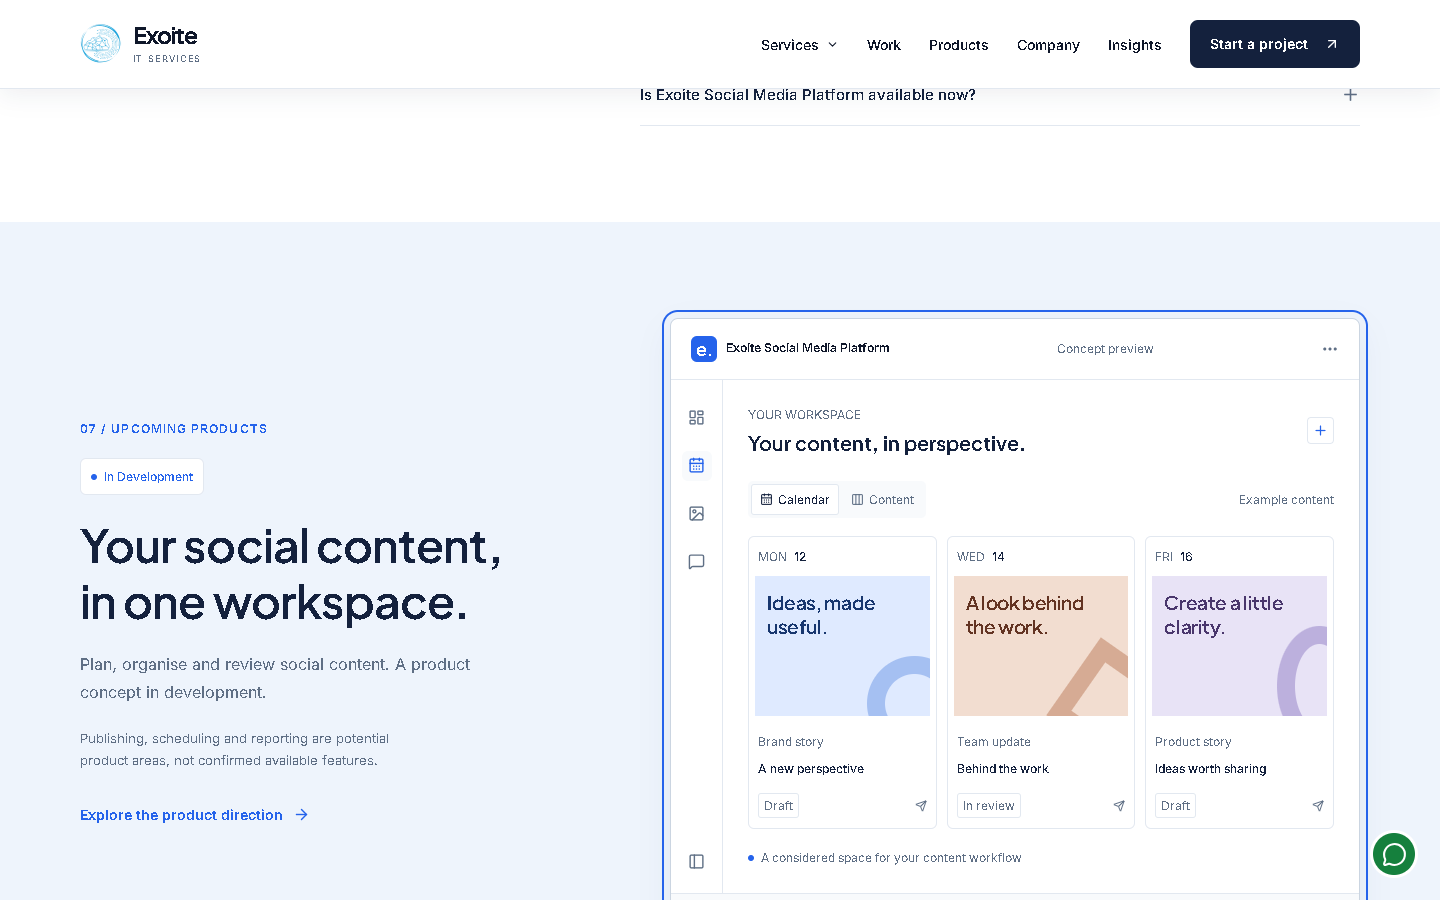 Exoite
IT SERVICES
Services
Work
Products
Company
Insights
Start a project
Is Exoite Social Media Platform available now?
07 / UPCOMING PRODUCTS
In Development
Your social content,
in one workspace.
Plan, organise and review social content. A product
concept in development.
Publishing, scheduling and reporting are potential
product areas, not confirmed available features.
Explore the product direction
e.
Exoite Social Media Platform
Concept preview
YOUR WORKSPACE
Your content, in perspective.
Calendar
Content
Example content
MON 12
Ideas, made
useful.
Brand story
A new perspective
Draft
WED 14
A look behind
the work.
Team update
Behind the work
In review
FRI 16
Create a little
clarity.
Product story
Ideas worth sharing
Draft
A considered space for your content workflow